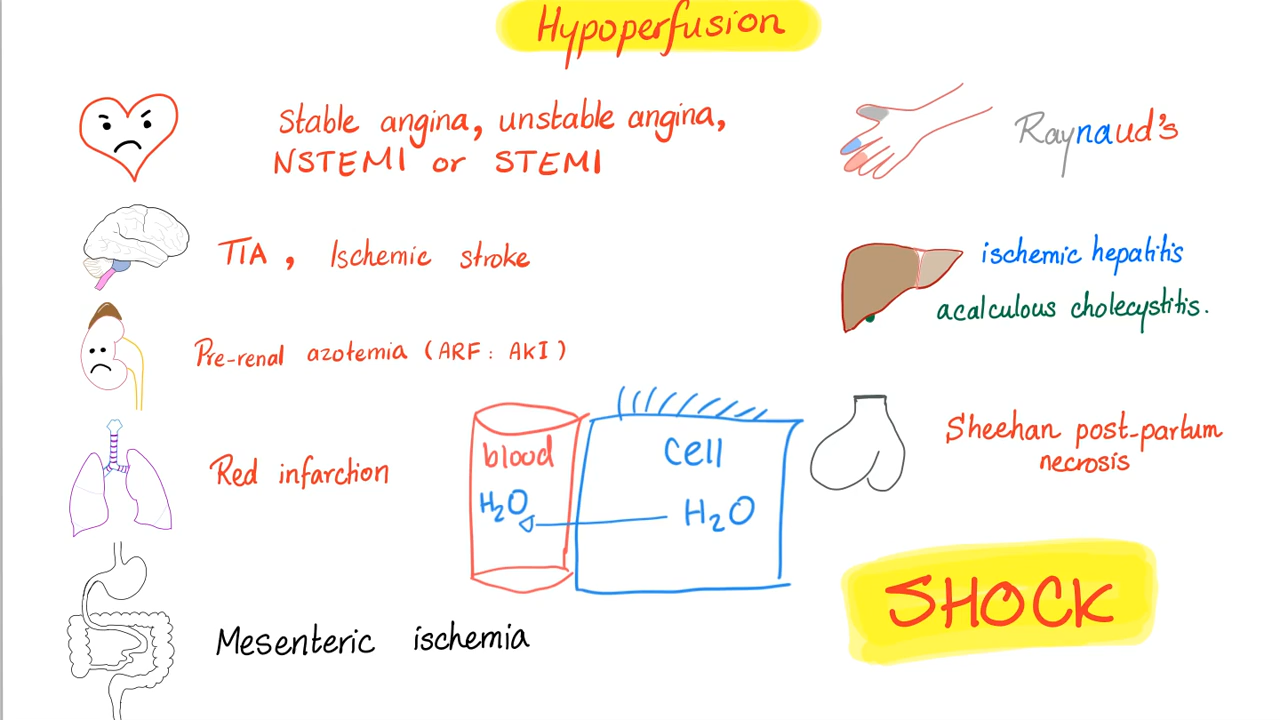 Hypoperfusion
Stable angina, unstable angina,
NSTEMI or STEMI
Raynaud's
TIA, Ischemic stroke
ischemic hepatitis
acalculous cholecystitis.
Pre-renal azotemia (ARF: AKI)
Sheehan post-partum
necrosis
blood
Cell
H₂O
H₂O
Red infarction
SHOCK
Mesenteric ischemia